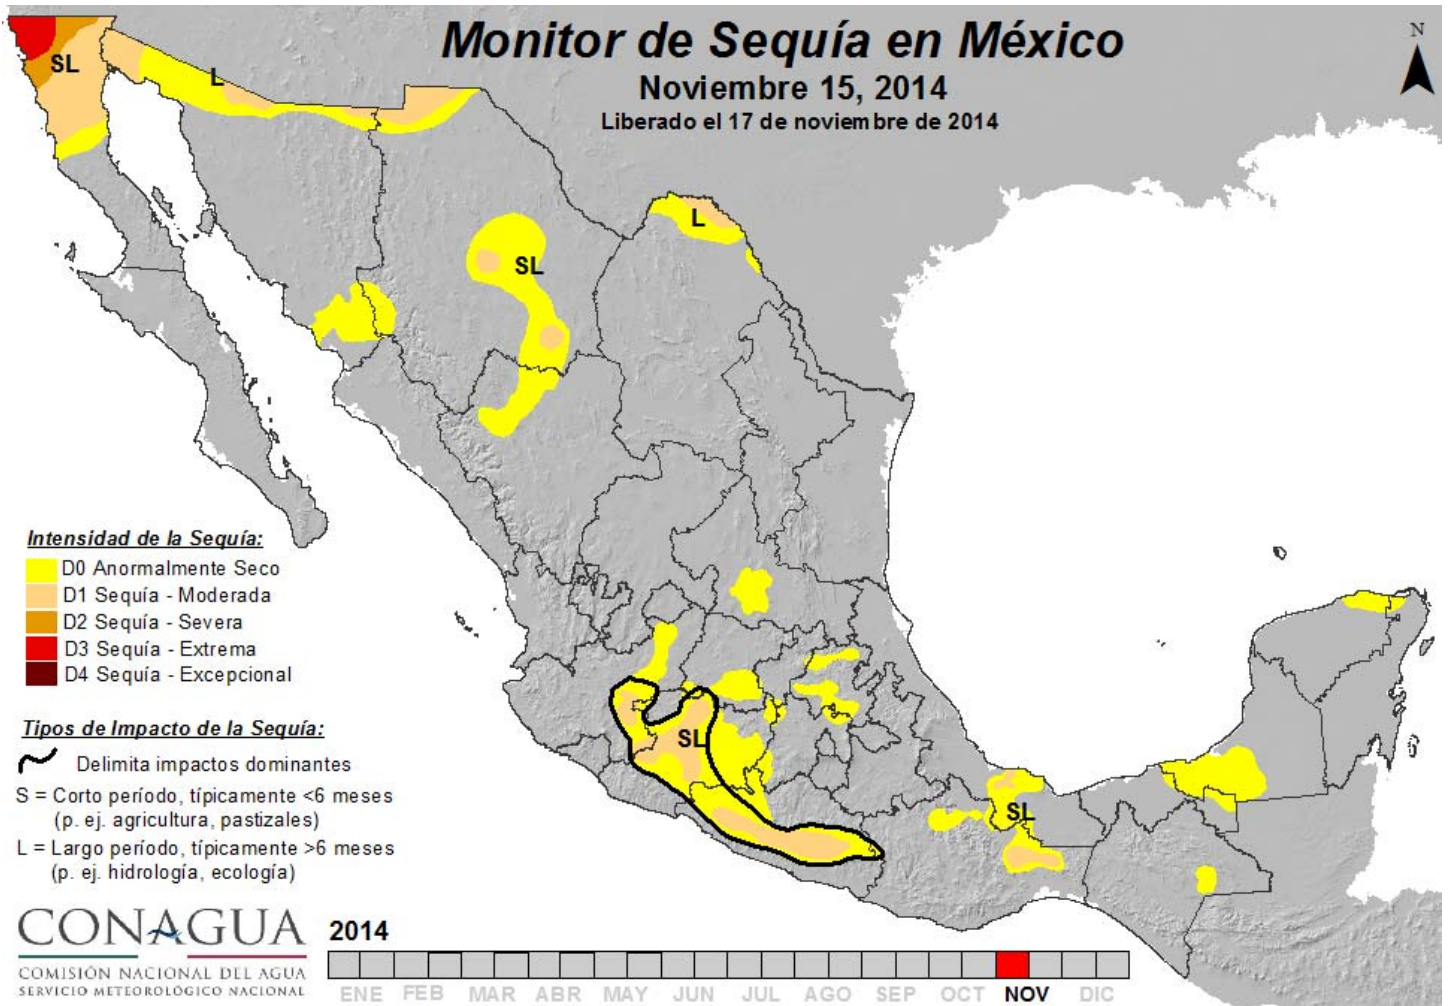 Monitor de Sequía en México
Noviembre 15, 2014
Liberado el 17 de noviembre de 2014
N
SL
L
L
SL
SL
SL
Intensidad de la Sequía:
D0 Anormalmente Seco
D1 Sequía - Moderada
D2 Sequía - Severa
D3 Sequía - Extrema
D4 Sequía - Excepcional
Tipos de Impacto de la Sequía:
Delimita impactos dominantes
S = Corto período, típicamente <6 meses
(p. ej. agricultura, pastizales)
L = Largo período, típicamente >6 meses
(p. ej. hidrología, ecología)
CONAGUA
COMISIÓN NACIONAL DEL AGUA
SERVICIO METEOROLÓGICO NACIONAL
2014
ENE FEB MAR ABR MAY JUN JUL AGO SEP OCT NOV DIC